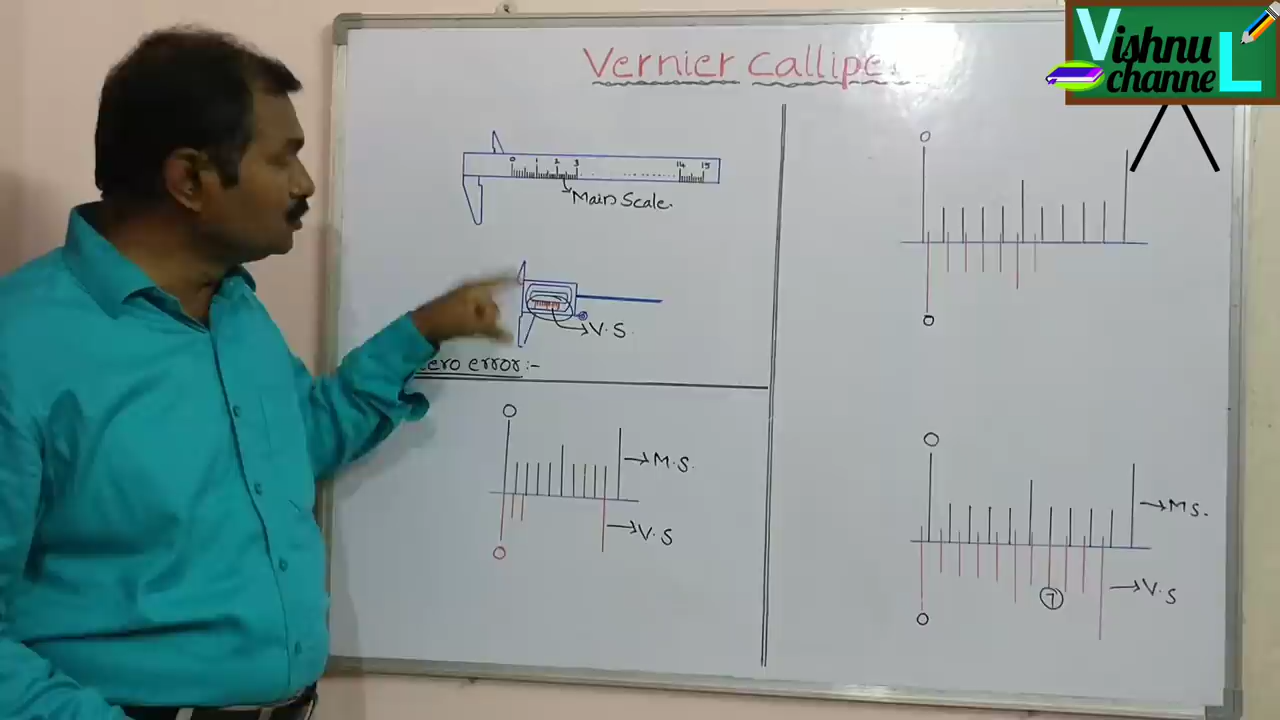 Vernier Callipe
Vishnu
channeL
0 1 2 3 14 15
Main Scale.
V.S.
zero error:-
0
M.S.
V.S
0
0
0
0
M S.
V.S
7
0